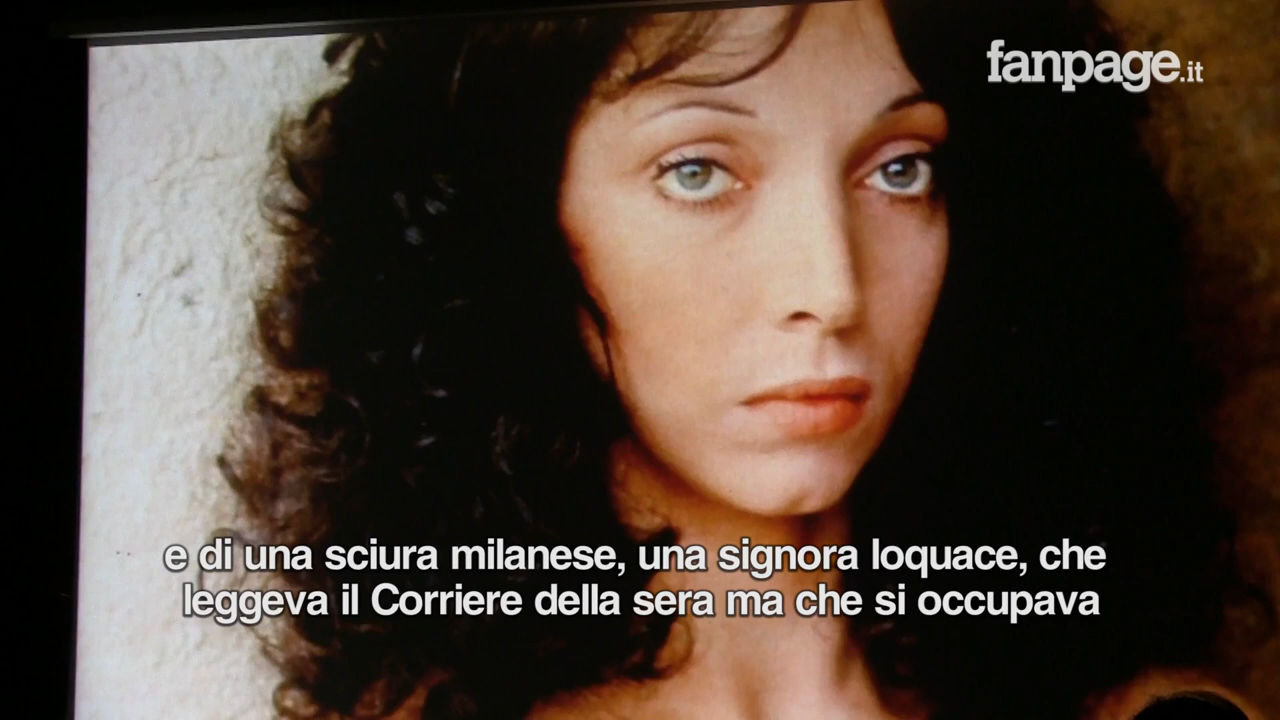 fanpage.it
e di una sciura milanese, una signora loquace, che
leggeva il Corriere della sera ma che si occupava